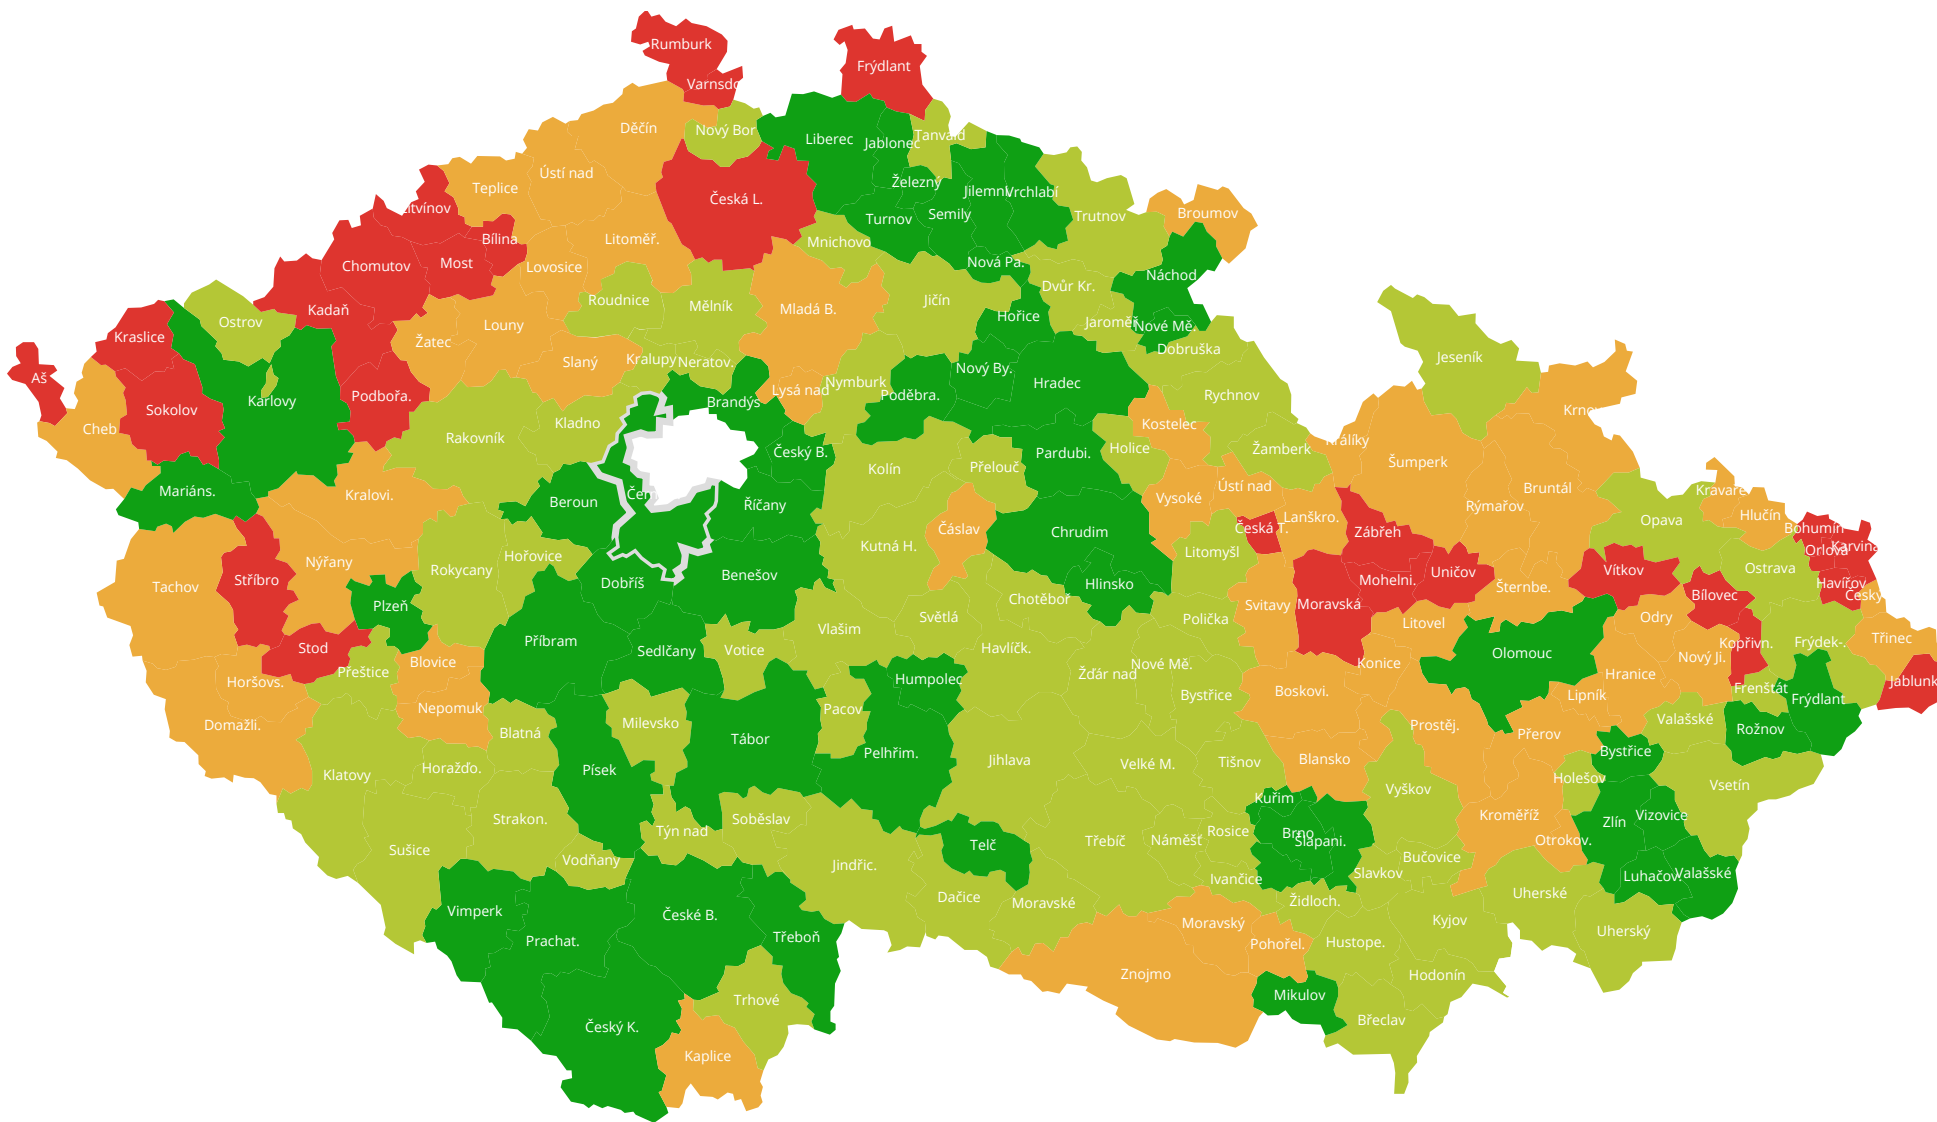 Rumburk
Frýdlant
Varnsdo
Děčín
Nový Bor
Liberec
Jablonec
Tanvald
Ústí nad
Teplice
Česká L.
Železný
Jilemni
Vrchlabí
Litvínov
Turnov
Semily
Trutnov
Broumov
Bílina
Litoměř.
Mnichovo
Chomutov
Most
Lovosice
Nová Pa.
Náchod
Roudnice
Mělník
Jičín
Dvůr Kr.
Kadaň
Mladá B.
Ostrov
Louny
Hořice
Jaroměř
Nové Mě.
Kraslice
Žatec
Dobruška
Jeseník
Slaný
Kralupy
Neratov.
Aš
Nový By.
Hradec
Nymburk
Lysá nad
Poděbra.
Rychnov
Podbořa.
Karlovy
Brandýs
Sokolov
Krnov
Cheb
Kladno
Kostelec
Rakovník
Králíky
Český B.
Pardubi.
Holice
Žamberk
Kolín
Přelouč
Šumperk
Mariáns.
Kralovi.
Čern
Beroun
Říčany
Vysoké
Ústí nad
Bruntál
Kravaře
Rýmařov
Lanškro.
Hlučín
Opava
Čáslav
Chrudim
Česká T.
Zábřeh
Bohumín
Kutná H.
Litomyšl
Orlová
Karviná
Hořovice
Nýřany
Rokycany
Stříbro
Tachov
Dobříš
Benešov
Hlinsko
Mohelni.
Uničov
Vítkov
Ostrava
Havířov
Šternbe.
Český
Bílovec
Plzeň
Chotěboř
Svitavy
Moravská
Světlá
Polička
Litovel
Odry
Vlašim
Příbram
Stod
Sedlčany
Votice
Havlíčk.
Olomouc
Kopřivn.
Frýdek-.
Třinec
Nový Ji.
Blovice
Přeštice
Horšovs.
Humpolec
Žďár nad
Nové Mě.
Konice
Hranice
Jablunk
Boskovi.
Bystřice
Lipník
Frenštát
Frýdlant
Nepomuk
Pacov
Domažli.
Milevsko
Blatná
Tábor
Pelhřim.
Prostěj.
Přerov
Valašské
Rožnov
Bystřice
Jihlava
Velké M.
Tišnov
Blansko
Klatovy
Horažďo.
Písek
Holešov
Vsetín
Vyškov
Kuřim
Strakon.
Soběslav
Týn nad
Kroměříž
Zlín
Vizovice
Sušice
Vodňany
Jindřic.
Telč
Třebíč
Náměšť
Rosice
Brno
Šlapani.
Otrokov.
Bučovice
Slavkov
Ivančice
Luhačov.
Valašské
Dačice
Moravské
Židloch.
Uherské
Vimperk
České B.
Prachat.
Třeboň
Moravský
Kyjov
Uherský
Pohořel.
Hustope.
Znojmo
Hodonín
Trhové
Mikulov
Český K.
Břeclav
Kaplice